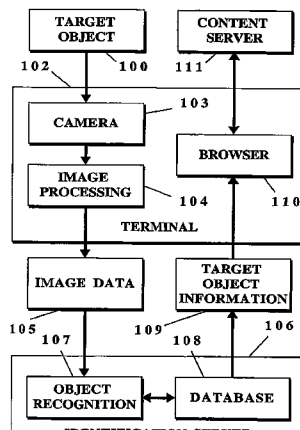 TARGET
OBJECT
CONTENT
SERVER
102
100
111
103
CAMERA
IMAGE
PROCESSING
104
BROWSER
110
TERMINAL
IMAGE DATA
TARGET
OBJECT
INFORMATION
105
109
106
107
108
OBJECT
RECOGNITION
DATABASE